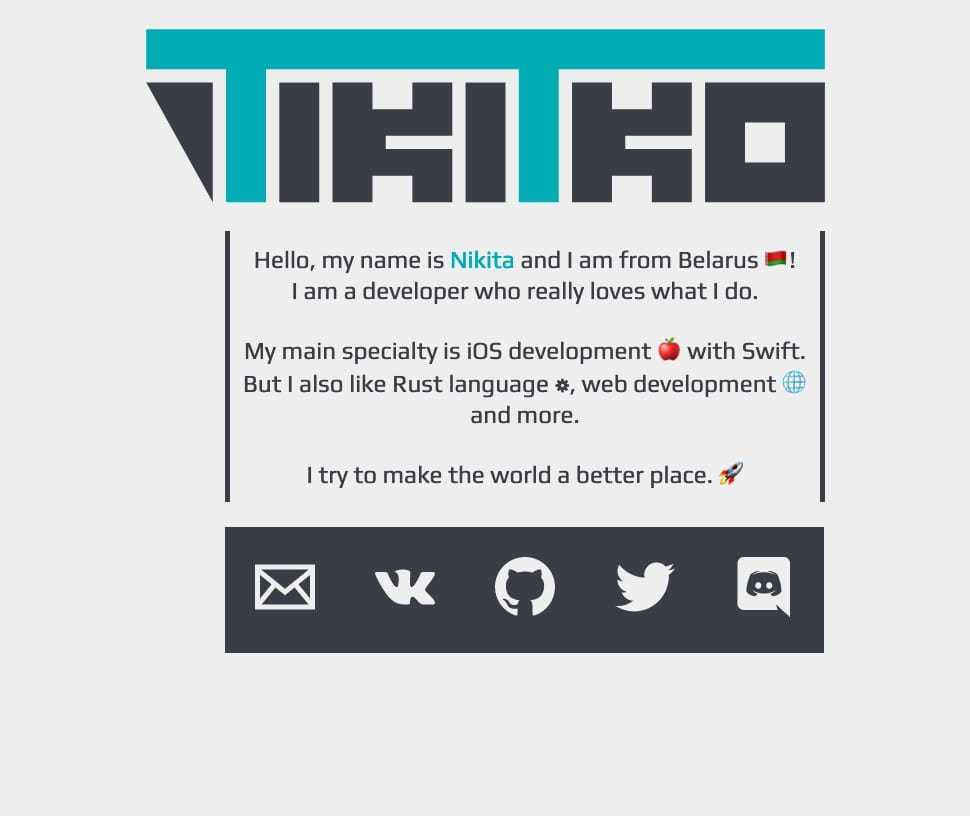 TIKITKO
Hello, my name is Nikita and I am from Belarus 🇧🇾!
I am a developer who really loves what I do.
My main specialty is iOS development 🍎 with Swift.
But I also like Rust language ⚙, web development 🌐
and more.
I try to make the world a better place. 🚀